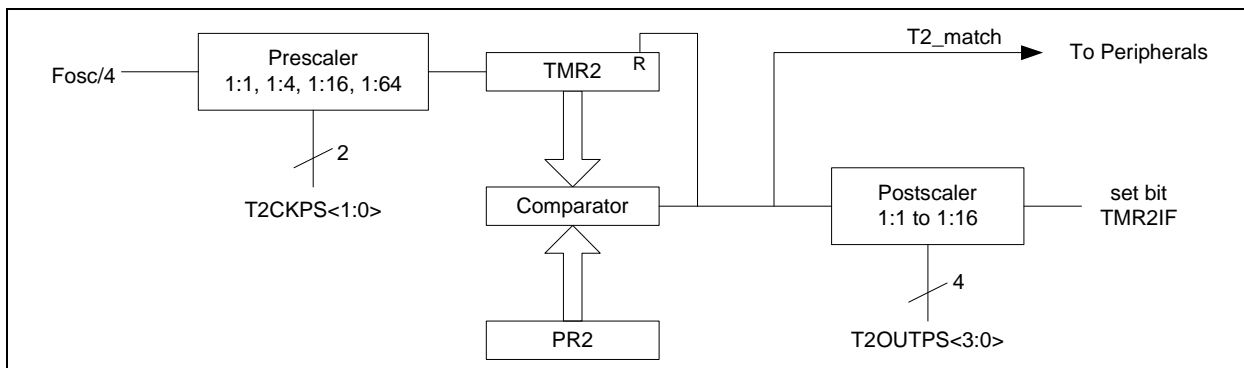 Fosc/4
Prescaler
1:1, 1:4, 1:16, 1:64
2
T2CKPS<1:0>
TMR2
R
Comparator
PR2
T2_match
To Peripherals
Postscaler
1:1 to 1:16
4
T2OUTPS<3:0>
set bit
TMR2IF